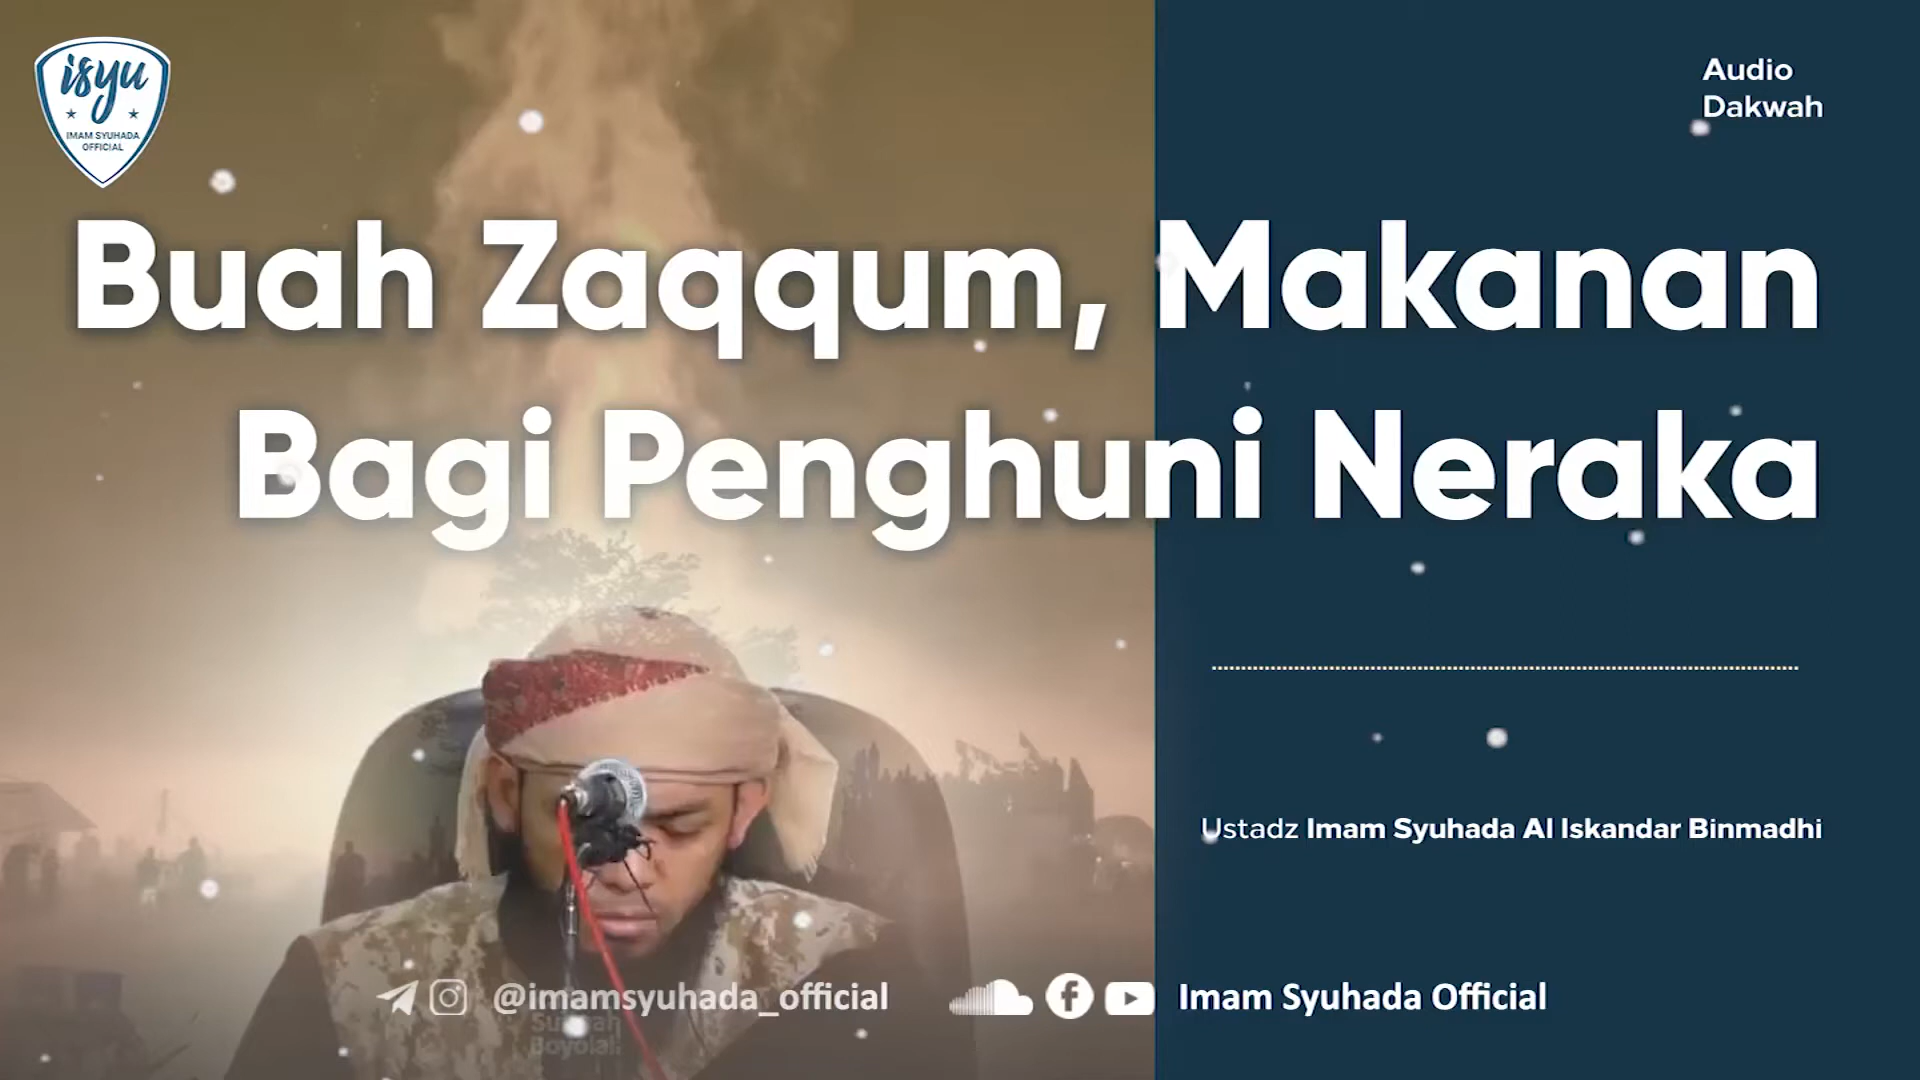 isyu
IMAM SYUHADA
OFFICIAL
Audio
Dakwah
Buah Zaqqum, Makanan
Bagi Penghuni Neraka
Ustadz Imam Syuhada Al Iskandar Binmadhi
@imamsyuhada_official
Imam Syuhada Official
Boyolali